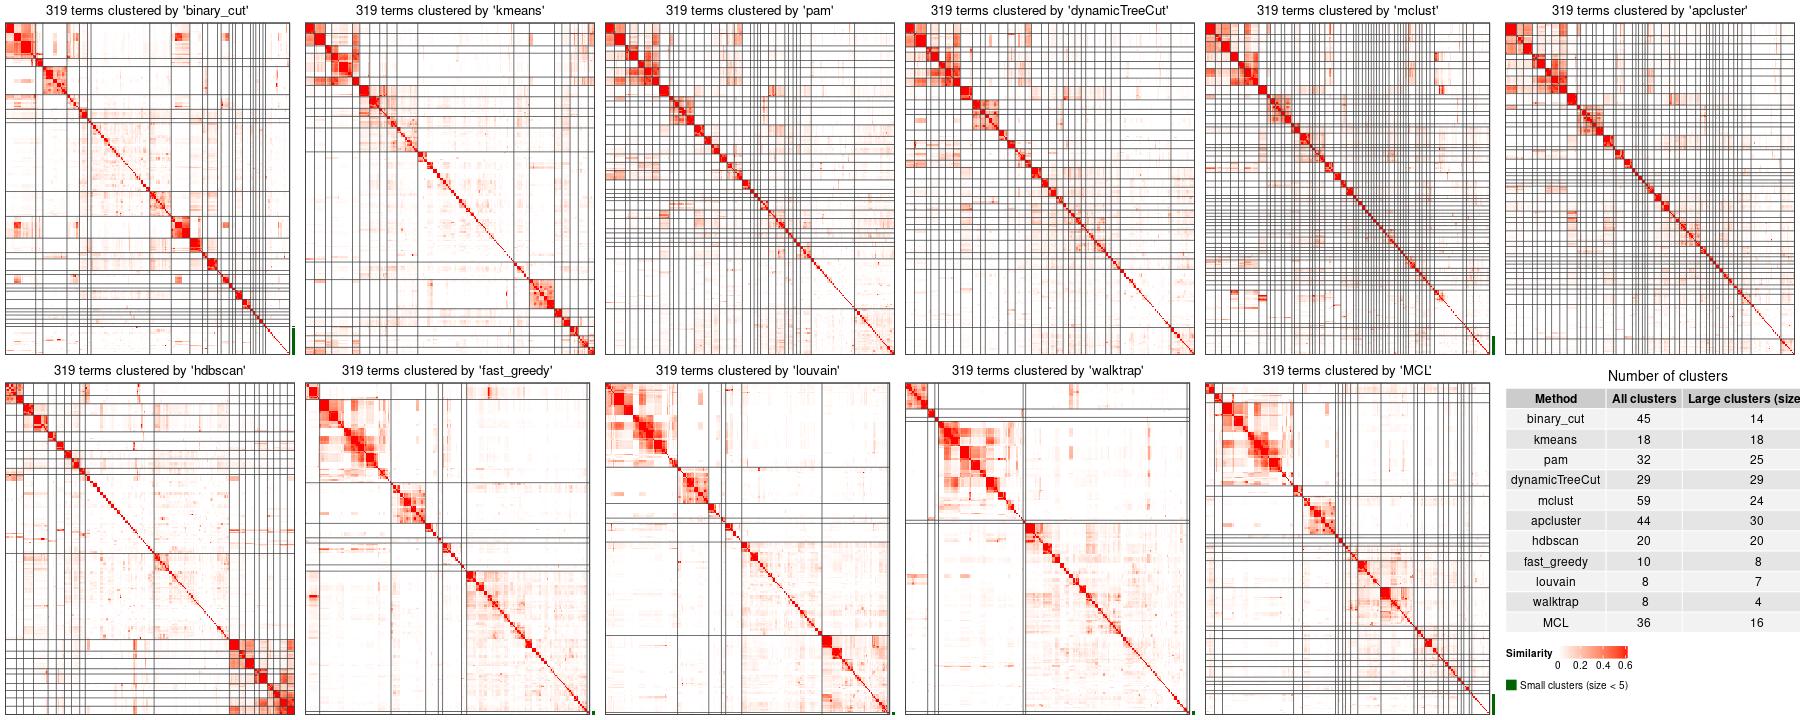 319 terms clustered by 'binary_cut'
319 terms clustered by 'kmeans'
319 terms clustered by 'pam'
319 terms clustered by 'dynamicTreeCut'
319 terms clustered by 'mclust'
319 terms clustered by 'apcluster'
319 terms clustered by 'hdbscan'
319 terms clustered by 'fast_greedy'
319 terms clustered by 'louvain'
319 terms clustered by 'walktrap'
319 terms clustered by 'MCL'
Number of clusters
Method All clusters Large clusters (size
binary_cut 45 14
kmeans 18 18
pam 32 25
dynamicTreeCut 29 29
mclust 59 24
apcluster 44 30
hdbscan 20 20
fast_greedy 10 8
louvain 8 7
walktrap 8 4
MCL 36 16
Similarity
0 0.2 0.4 0.6
Small clusters (size < 5)